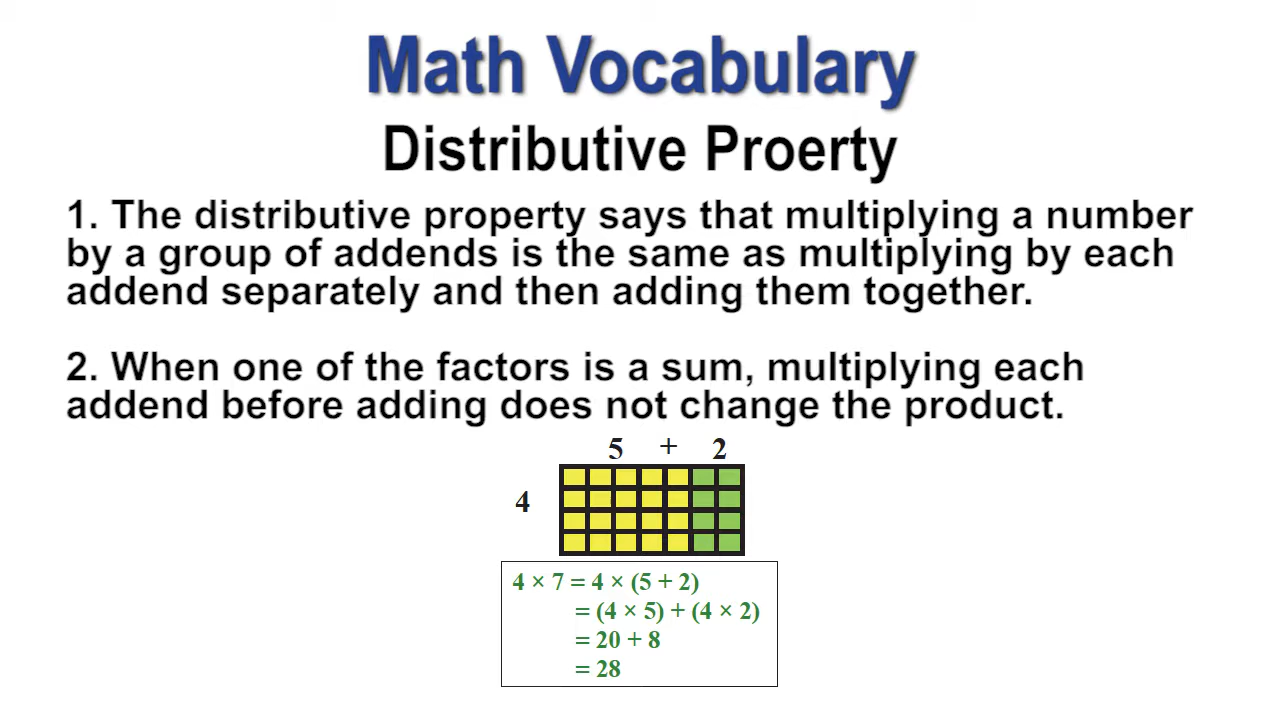 Math Vocabulary
Distributive Proerty
1. The distributive property says that multiplying a number
by a group of addends is the same as multiplying by each
addend separately and then adding them together.
2. When one of the factors is a sum, multiplying each
addend before adding does not change the product.
5 + 2
4
4 × 7 = 4 × (5 + 2)
= (4 × 5) + (4 × 2)
= 20 + 8
= 28